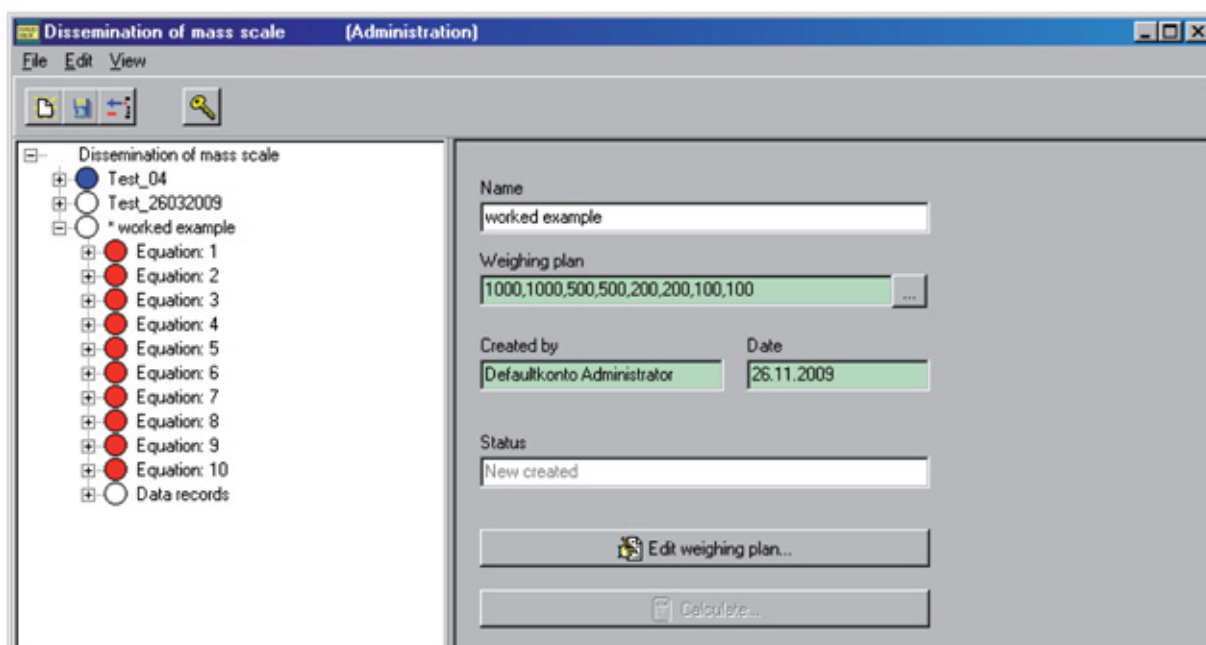 Dissemination of mass scale (Administration)
File Edit View
Dissemination of mass scale
Test_04
Test_26032009
* worked example
Equation: 1
Equation: 2
Equation: 3
Equation: 4
Equation: 5
Equation: 6
Equation: 7
Equation: 8
Equation: 9
Equation: 10
Data records
Name
worked example
Weighing plan
1000,1000,500,500,200,200,100,100
...
Created by Date
Defaultkonto Administrator 26.11.2009
Status
New created
Edit weighing plan...
Calculate...